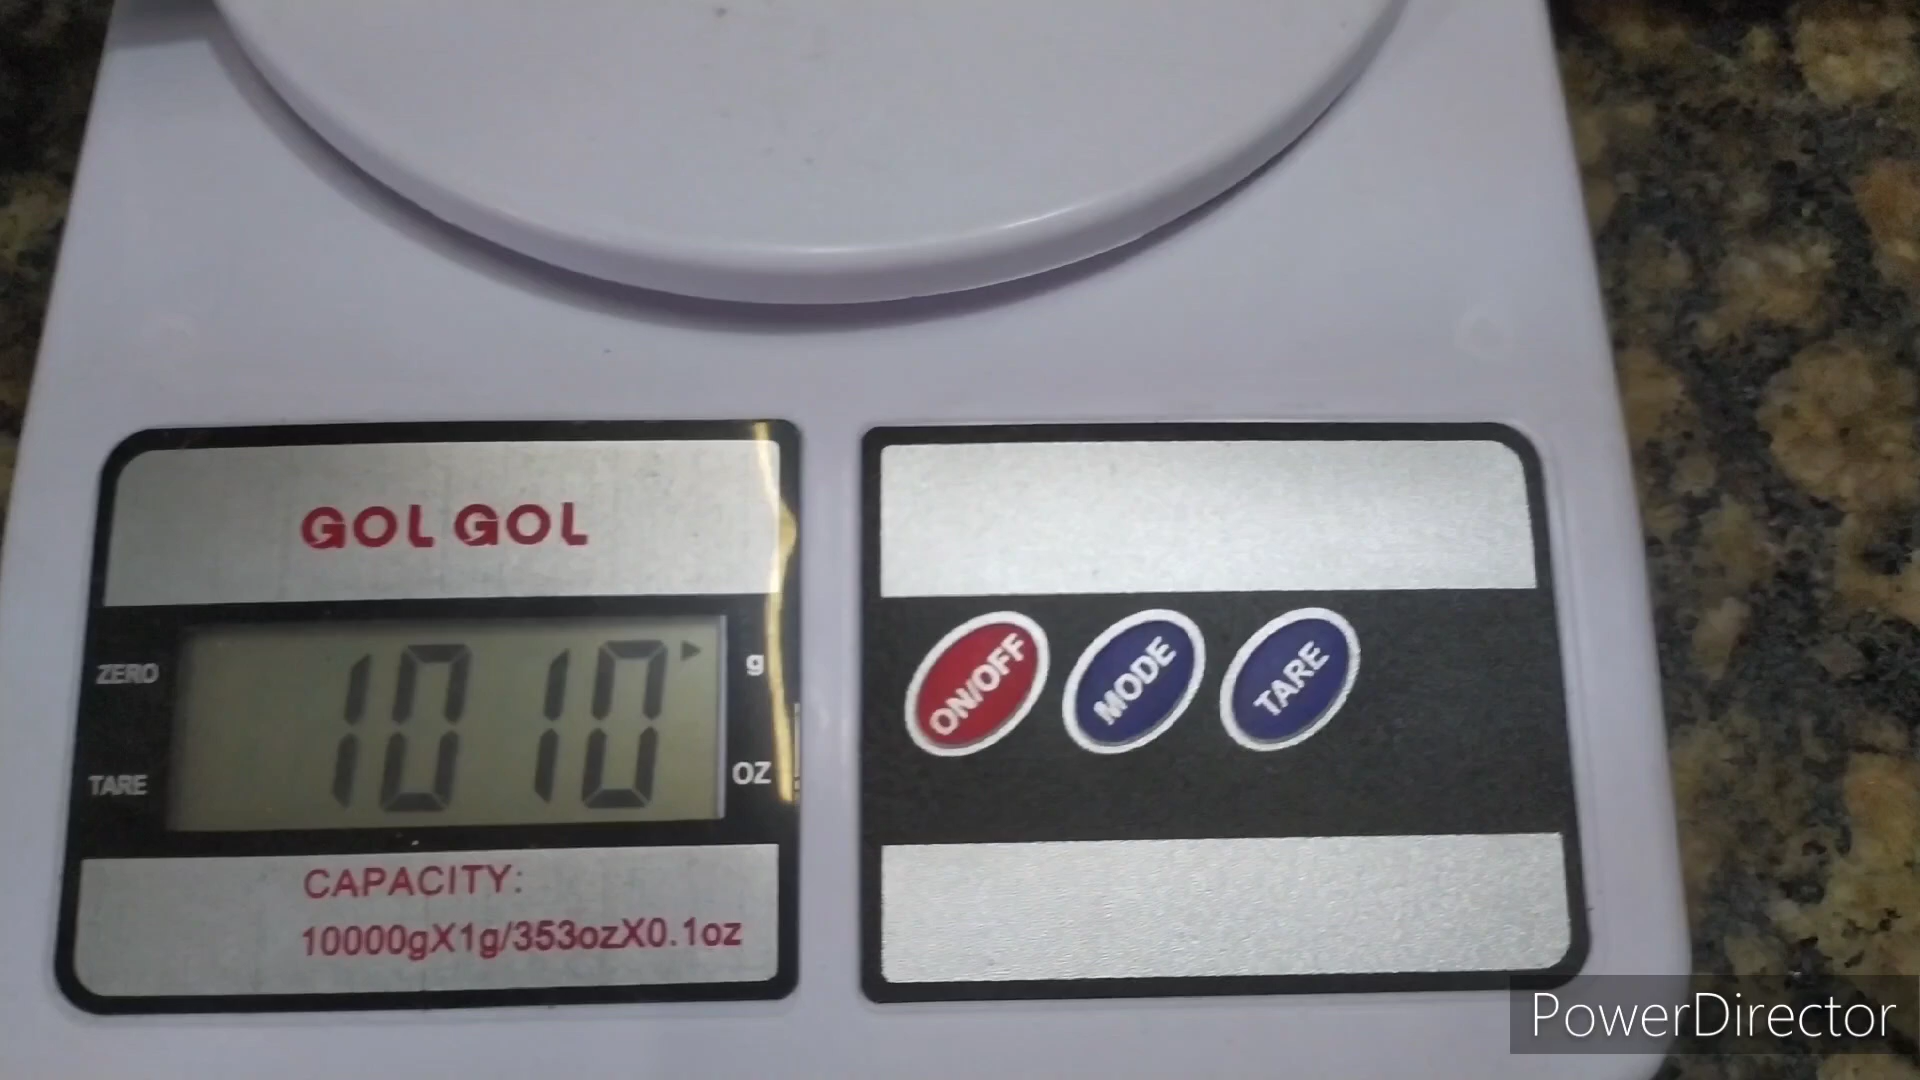 GOL GOL
ZERO
1010
g
TARE
OZ
CAPACITY:
10000gX1g/353ozX0.1oz
ON/OFF
MODE
TARE
PowerDirector